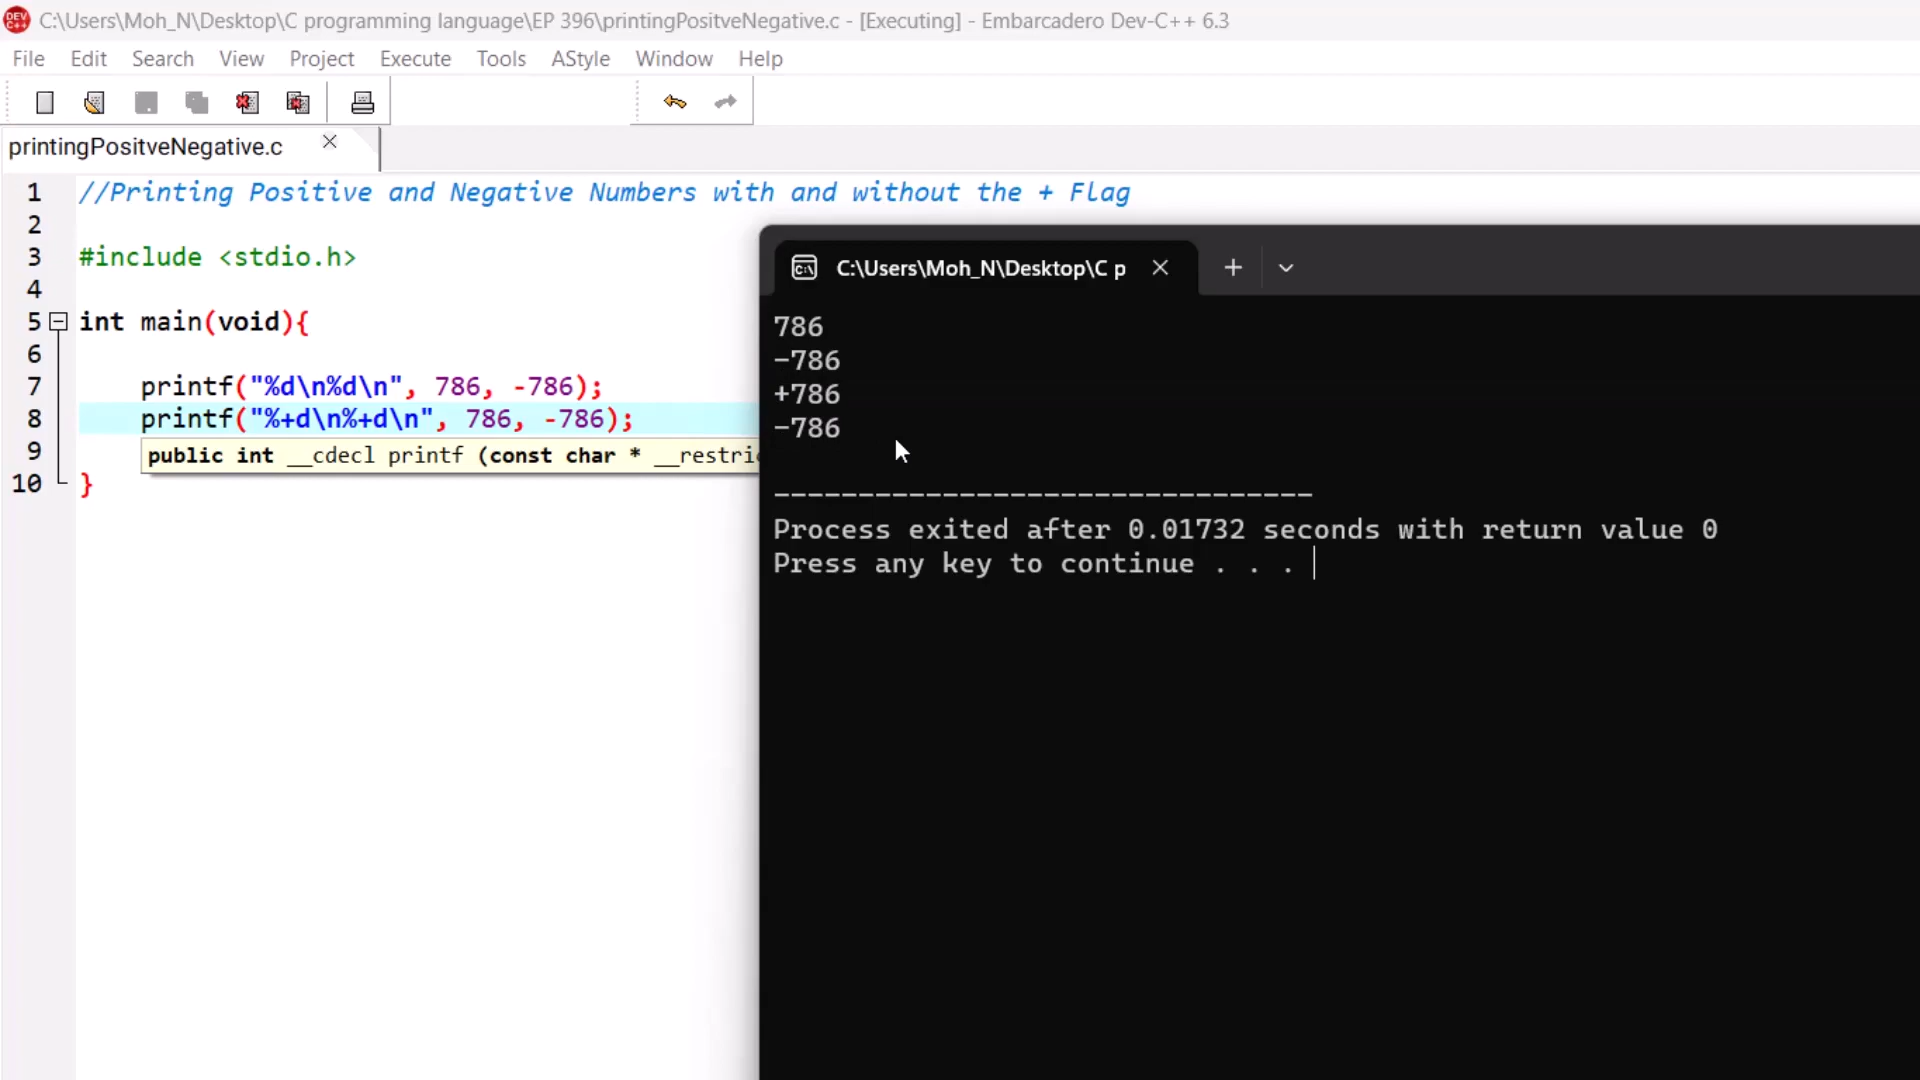 C:\Users\Moh_N\Desktop\C programming language\EP 396\printingPositveNegative.c - [Executing] - Embarcadero Dev-C++ 6.3
File Edit Search View Project Execute Tools AStyle Window Help
printingPositveNegative.c
1 //Printing Positive and Negative Numbers with and without the + Flag
2
3 #include <stdio.h>
4
5 int main(void){
6
7 printf("%d\n%d\n", 786, -786);
8 printf("%+d\n%+d\n", 786, -786);
9 public int __cdecl printf (const char * __restric
10 }
C:\Users\Moh_N\Desktop\C p
786
-786
+786
-786
--------------------------------
Process exited after 0.01732 seconds with return value 0
Press any key to continue . . .